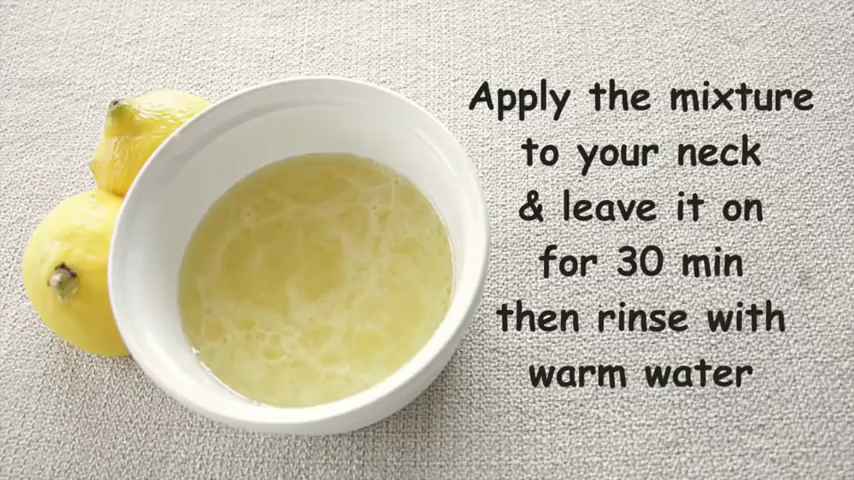 Apply the mixture
to your neck
& leave it on
for 30 min
then rinse with
warm water